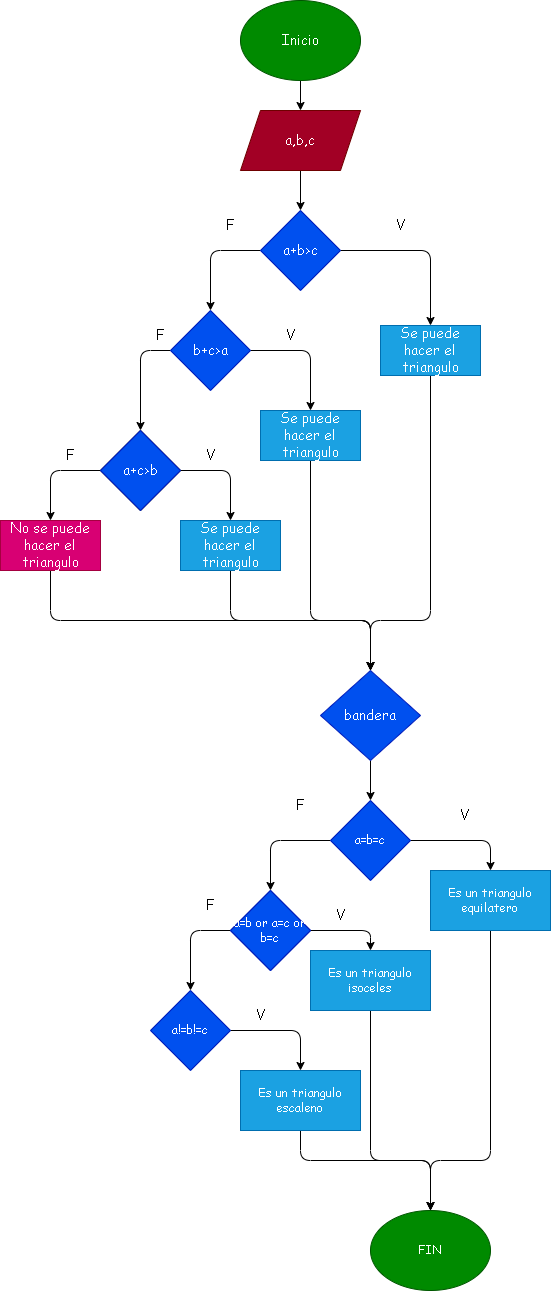 Inicio
a,b,c
F
V
a+b>c
Se puede
hacer el
triangulo
F
V
b+c>a
Se puede
hacer el
triangulo
F
V
a+c>b
No se puede
hacer el
triangulo
Se puede
hacer el
triangulo
bandera
F
V
a=b=c
Es un triangulo
equilatero
F
V
a=b or a=c or
b=c
Es un triangulo
isoceles
V
a!=b!=c
Es un triangulo
escaleno
FIN